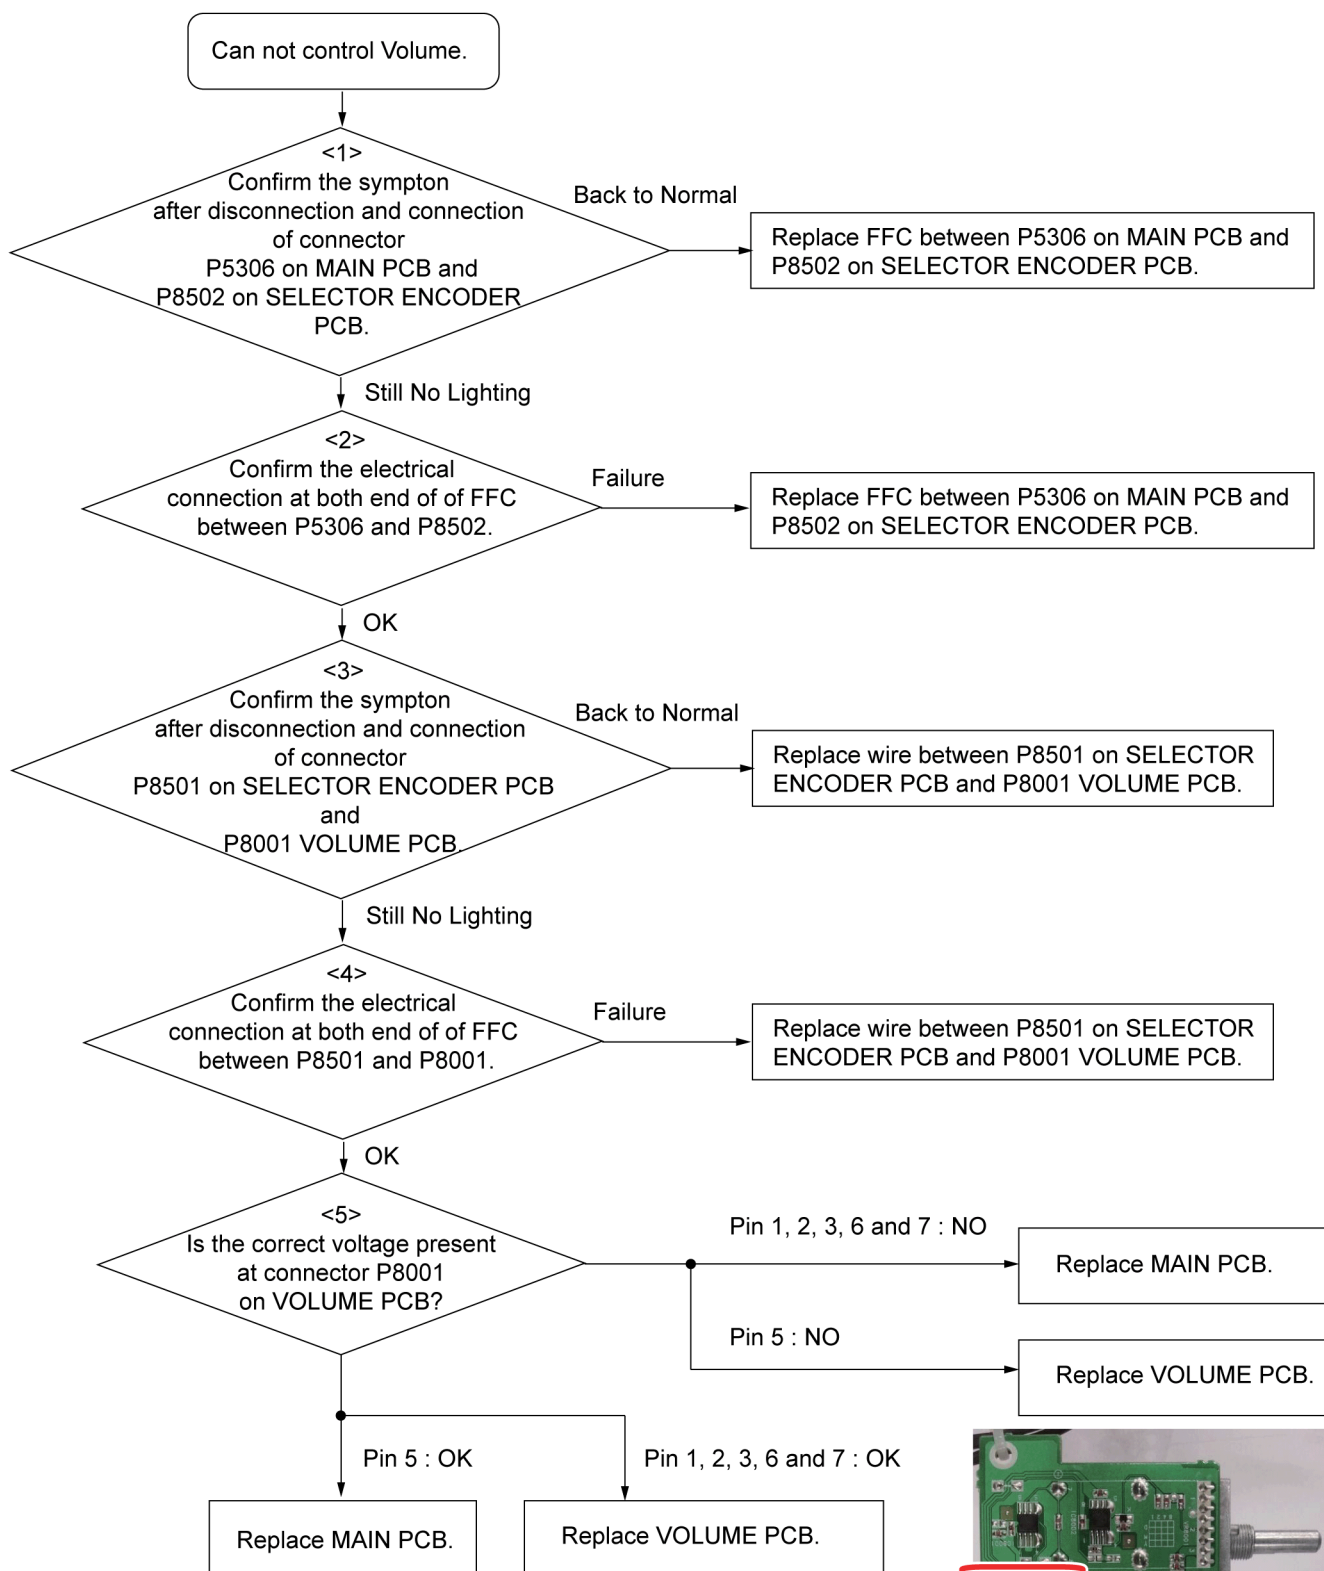 Can not control Volume.
<1>
Confirm the sympton
after disconnection and connection
of connector
P5306 on MAIN PCB and
P8502 on SELECTOR ENCODER
PCB.
Back to Normal
Replace FFC between P5306 on MAIN PCB and
P8502 on SELECTOR ENCODER PCB.
Still No Lighting
<2>
Confirm the electrical
connection at both end of of FFC
between P5306 and P8502.
Failure
Replace FFC between P5306 on MAIN PCB and
P8502 on SELECTOR ENCODER PCB.
OK
<3>
Confirm the sympton
after disconnection and connection
of connector
P8501 on SELECTOR ENCODER PCB
and
P8001 VOLUME PCB.
Back to Normal
Replace wire between P8501 on SELECTOR
ENCODER PCB and P8001 VOLUME PCB.
Still No Lighting
<4>
Confirm the electrical
connection at both end of of FFC
between P8501 and P8001.
Failure
Replace wire between P8501 on SELECTOR
ENCODER PCB and P8001 VOLUME PCB.
OK
<5>
Is the correct voltage present
at connector P8001
on VOLUME PCB?
Pin 1, 2, 3, 6 and 7 : NO
Replace MAIN PCB.
Pin 5 : NO
Replace VOLUME PCB.
Pin 5 : OK
Pin 1, 2, 3, 6 and 7 : OK
Replace MAIN PCB.
Replace VOLUME PCB.